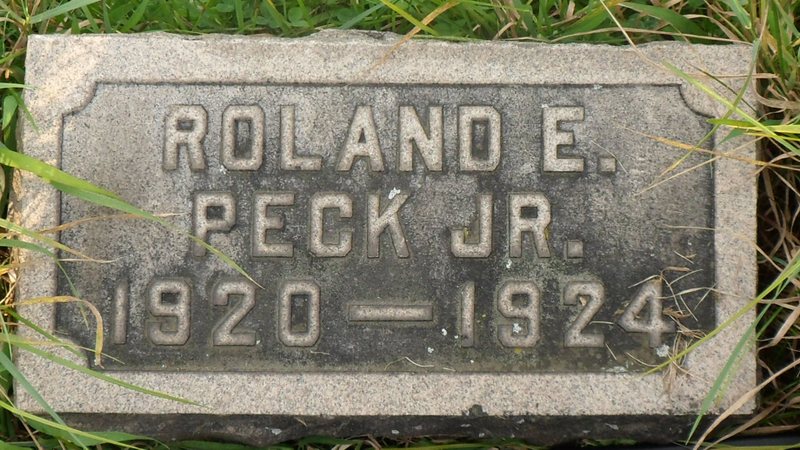 ROLAND E.
PECK JR.
1920—1924